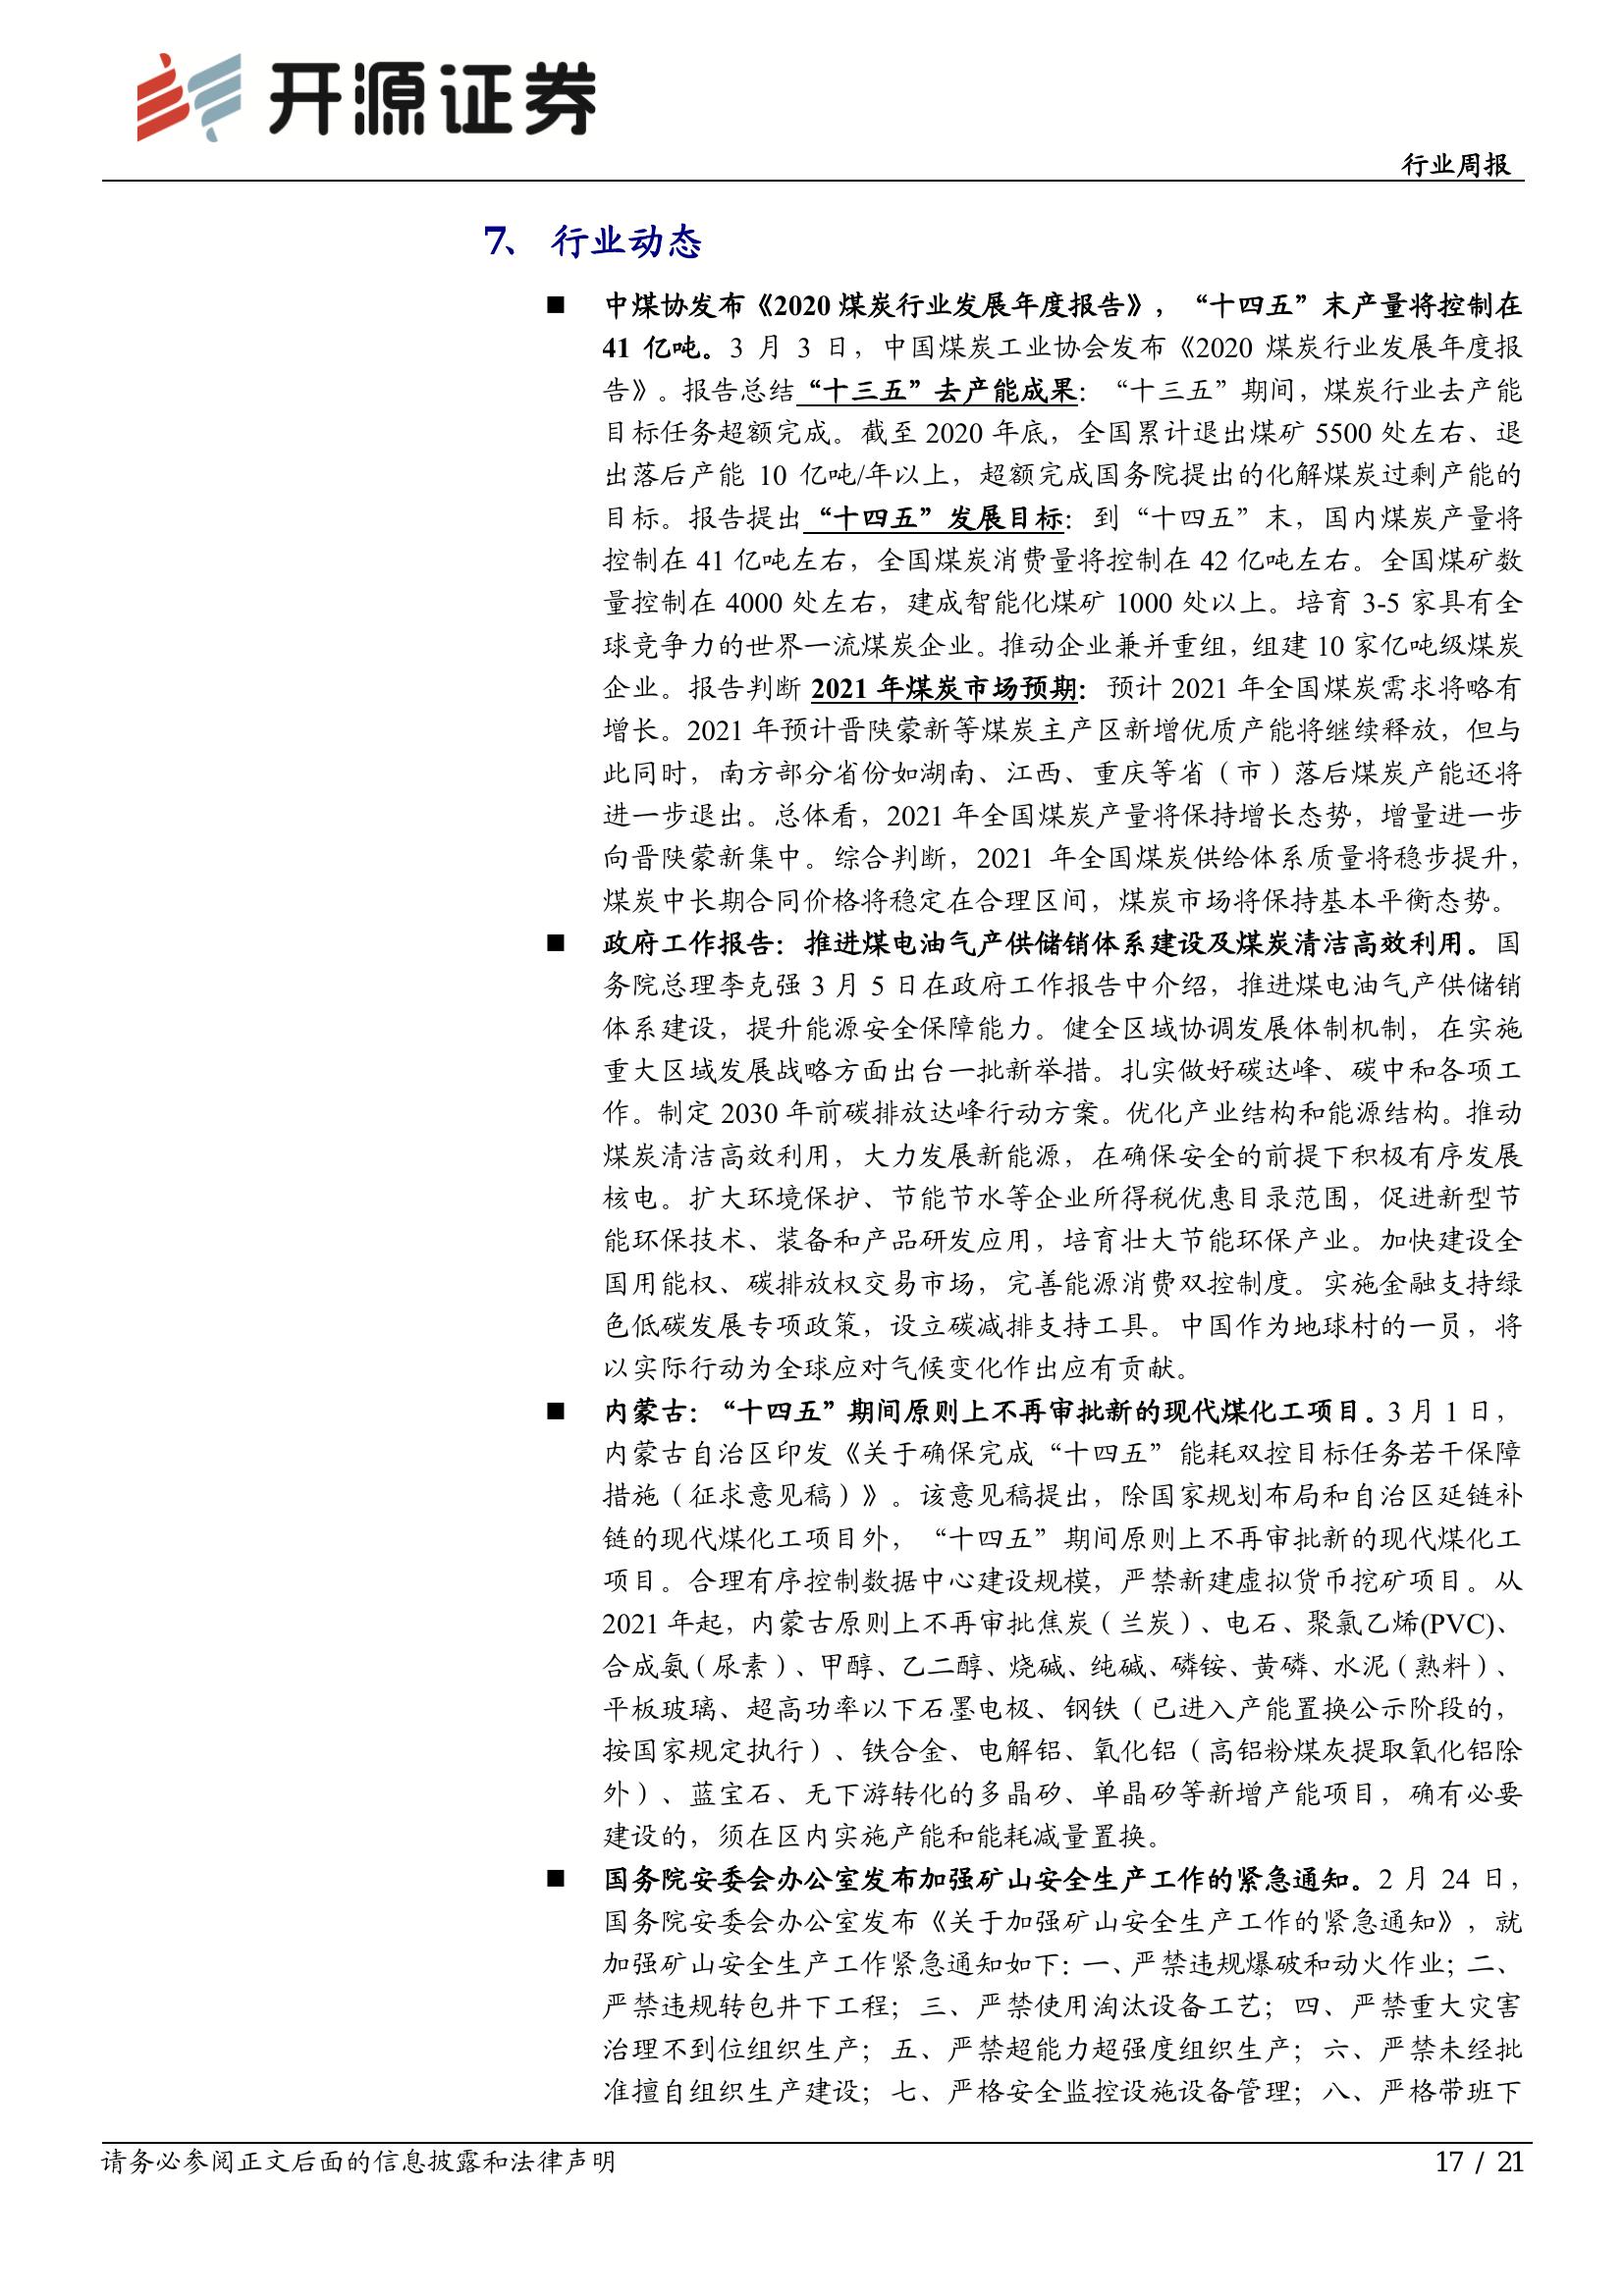 开源证券
行业周报
7、 行业动态
■ 中煤协发布《2020 煤炭行业发展年度报告》，“十四五”末产量将控制在
41 亿吨。3 月 3 日，中国煤炭工业协会发布《2020 煤炭行业发展年度报
告》。报告总结“十三五”去产能成果：“十三五”期间，煤炭行业去产能
目标任务超额完成。截至 2020 年底，全国累计退出煤矿 5500 处左右、退
出落后产能 10 亿吨/年以上，超额完成国务院提出的化解煤炭过剩产能的
目标。报告提出“十四五”发展目标：到“十四五”末，国内煤炭产量将
控制在 41 亿吨左右，全国煤炭消费量将控制在 42 亿吨左右。全国煤矿数
量控制在 4000 处左右，建成智能化煤矿 1000 处以上。培育 3-5 家具有全
球竞争力的世界一流煤炭企业。推动企业兼并重组，组建 10 家亿吨级煤炭
企业。报告判断 2021 年煤炭市场预期：预计 2021 年全国煤炭需求将略有
增长。2021 年预计晋陕蒙新等煤炭主产区新增优质产能将继续释放，但与
此同时，南方部分省份如湖南、江西、重庆等省（市）落后煤炭产能还将
进一步退出。总体看，2021 年全国煤炭产量将保持增长态势，增量进一步
向晋陕蒙新集中。综合判断，2021 年全国煤炭供给体系质量将稳步提升，
煤炭中长期合同价格将稳定在合理区间，煤炭市场将保持基本平衡态势。
■ 政府工作报告：推进煤电油气产供储销体系建设及煤炭清洁高效利用。国
务院总理李克强 3 月 5 日在政府工作报告中介绍，推进煤电油气产供储销
体系建设，提升能源安全保障能力。健全区域协调发展体制机制，在实施
重大区域发展战略方面出台一批新举措。扎实做好碳达峰、碳中和各项工
作。制定 2030 年前碳排放达峰行动方案。优化产业结构和能源结构。推动
煤炭清洁高效利用，大力发展新能源，在确保安全的前提下积极有序发展
核电。扩大环境保护、节能节水等企业所得税优惠目录范围，促进新型节
能环保技术、装备和产品研发应用，培育壮大节能环保产业。加快建设全
国用能权、碳排放权交易市场，完善能源消费双控制度。实施金融支持绿
色低碳发展专项政策，设立碳减排支持工具。中国作为地球村的一员，将
以实际行动为全球应对气候变化作出应有贡献。
■ 内蒙古：“十四五”期间原则上不再审批新的现代煤化工项目。3 月 1 日，
内蒙古自治区印发《关于确保完成“十四五”能耗双控目标任务若干保障
措施（征求意见稿）》。该意见稿提出，除国家规划布局和自治区延链补
链的现代煤化工项目外，“十四五”期间原则上不再审批新的现代煤化工
项目。合理有序控制数据中心建设规模，严禁新建虚拟货币挖矿项目。从
2021 年起，内蒙古原则上不再审批焦炭（兰炭）、电石、聚氯乙烯(PVC)、
合成氨（尿素）、甲醇、乙二醇、烧碱、纯碱、磷铵、黄磷、水泥（熟料）、
平板玻璃、超高功率以下石墨电极、钢铁（已进入产能置换公示阶段的，
按国家规定执行）、铁合金、电解铝、氧化铝（高铝粉煤灰提取氧化铝除
外）、蓝宝石、无下游转化的多晶矽、单晶矽等新增产能项目，确有必要
建设的，须在区内实施产能和能耗减量置换。
■ 国务院安委会办公室发布加强矿山安全生产工作的紧急通知。2 月 24 日，
国务院安委会办公室发布《关于加强矿山安全生产工作的紧急通知》，就
加强矿山安全生产工作紧急通知如下：一、严禁违规爆破和动火作业；二、
严禁违规转包井下工程；三、严禁使用淘汰设备工艺；四、严禁重大灾害
治理不到位组织生产；五、严禁超能力超强度组织生产；六、严禁未经批
准擅自组织生产建设；七、严格安全监控设施设备管理；八、严格带班下
请务必参阅正文后面的信息披露和法律声明
17 / 21